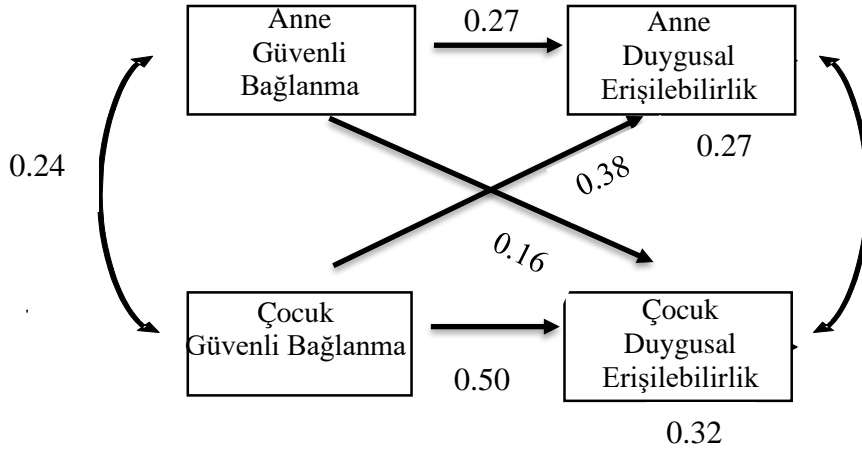 Anne
Güvenli
Bağlanma
0.27
Anne
Duygusal
Erişilebilirlik
0.27
0.24
0.38
0.16
Çocuk
Güvenli Bağlanma
0.50
Çocuk
Duygusal
Erişilebilirlik
0.32